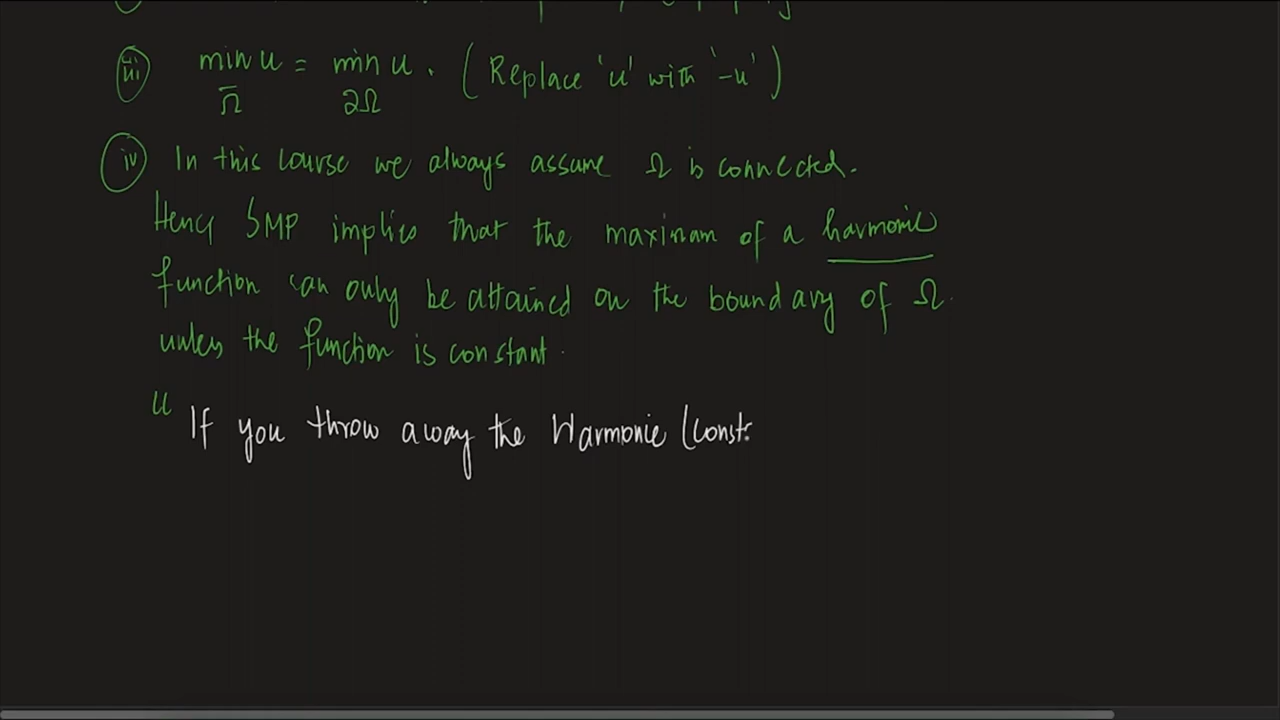 iii min u = min u . ( Replace 'u' with '-u' )
Ω̄ ∂Ω
iv In this course we always assume Ω is connected.
Hence SMP implies that the maximum of a harmonic
function can only be attained on the boundary of Ω.
unless the function is constant.
If you throw away the Harmonic (const